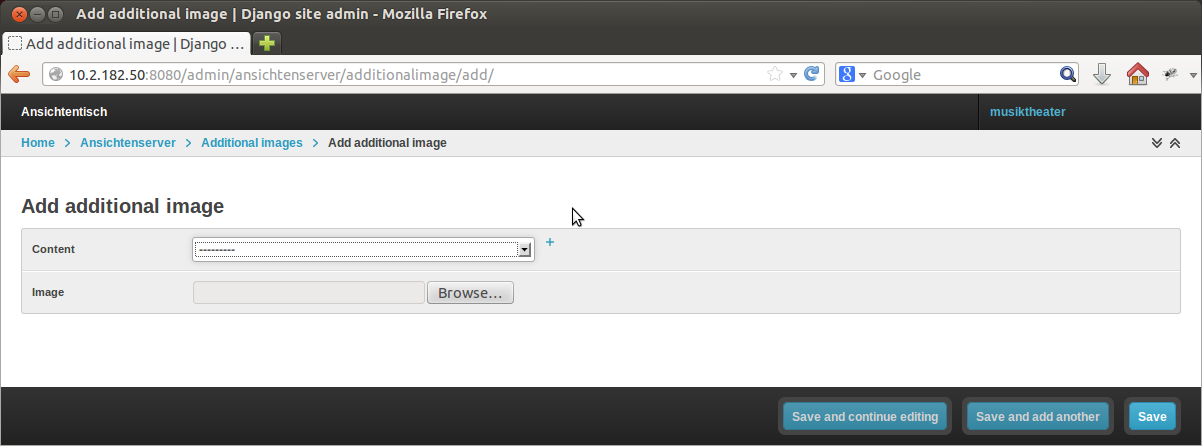 Add additional image | Django site admin - Mozilla Firefox
Add additional image | Django ...
10.2.182.50:8080/admin/ansichtenserver/additionalimage/add/
Google
Ansichtentisch
musiktheater
Home > Ansichtenserver > Additional images > Add additional image
Add additional image
Content
---------
+
Image
Browse...
Save and continue editing
Save and add another
Save